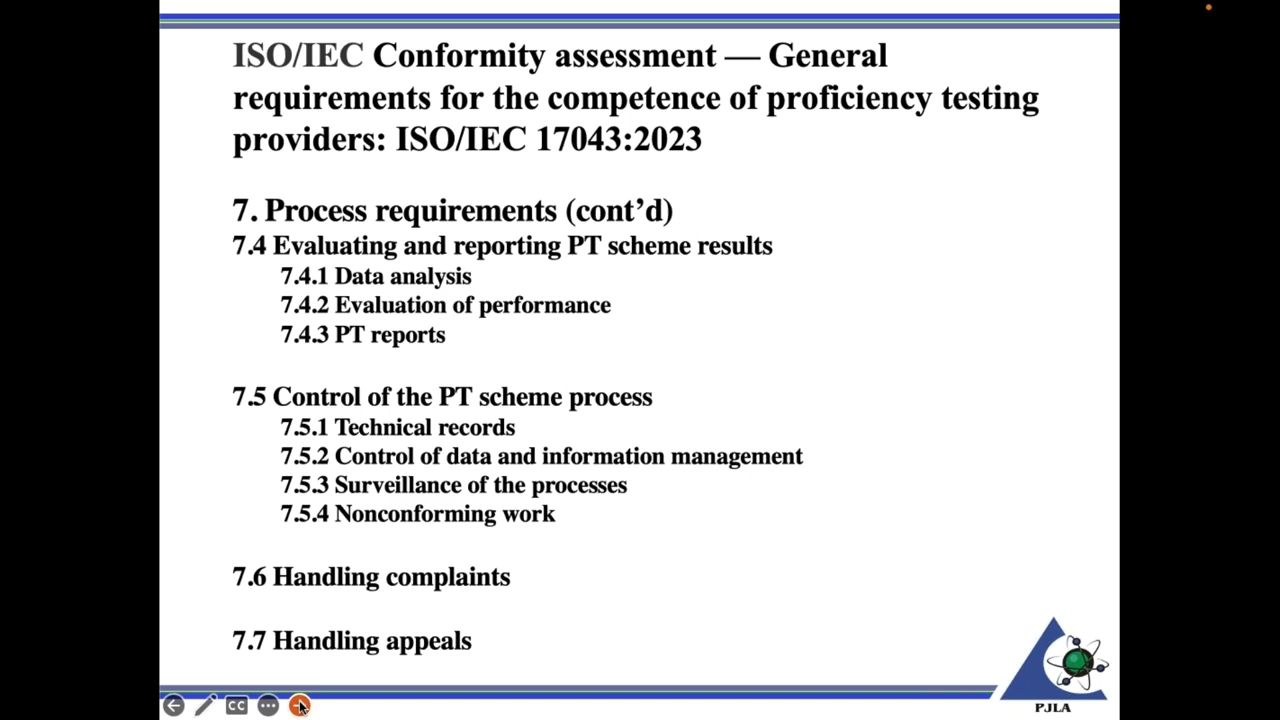 ISO/IEC Conformity assessment — General
requirements for the competence of proficiency testing
providers: ISO/IEC 17043:2023
7. Process requirements (cont’d)
7.4 Evaluating and reporting PT scheme results
7.4.1 Data analysis
7.4.2 Evaluation of performance
7.4.3 PT reports
7.5 Control of the PT scheme process
7.5.1 Technical records
7.5.2 Control of data and information management
7.5.3 Surveillance of the processes
7.5.4 Nonconforming work
7.6 Handling complaints
7.7 Handling appeals
PJLA
CC